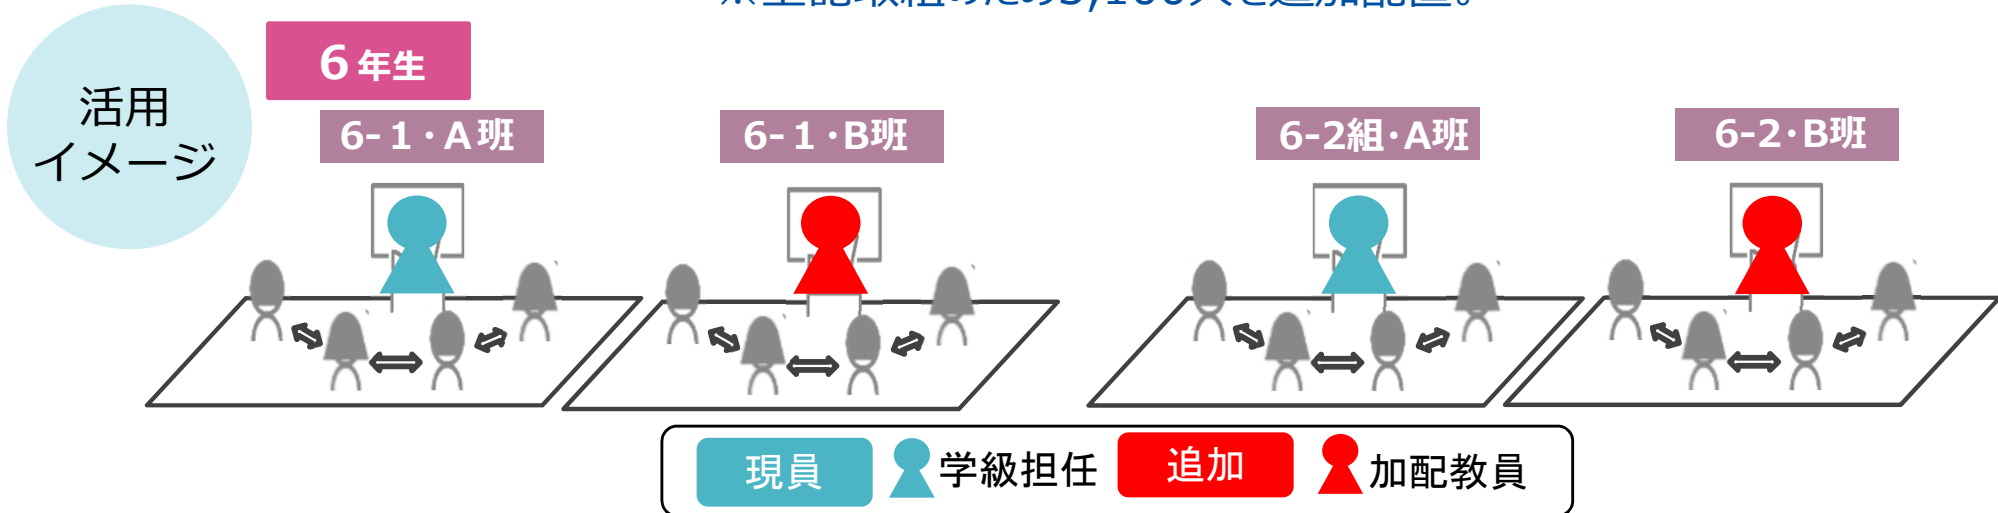 活用
イメージ
6年生
6-1・A班
6-1・B班
6-2組・A班
6-2・B班
現員
学級担任
追加
加配教員